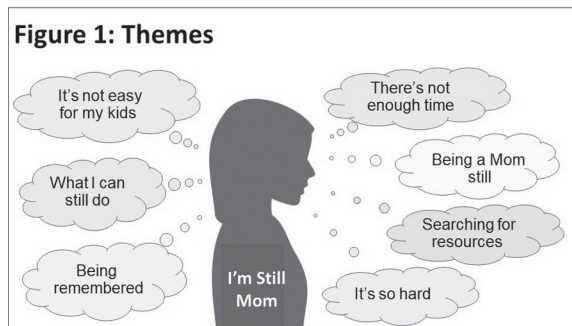 Figure 1: Themes
It's not easy
for my kids
There's not
enough time
What I can
still do
Being a Mom
still
Searching for
resources
Being
remembered
I'm Still
Mom
It's so hard